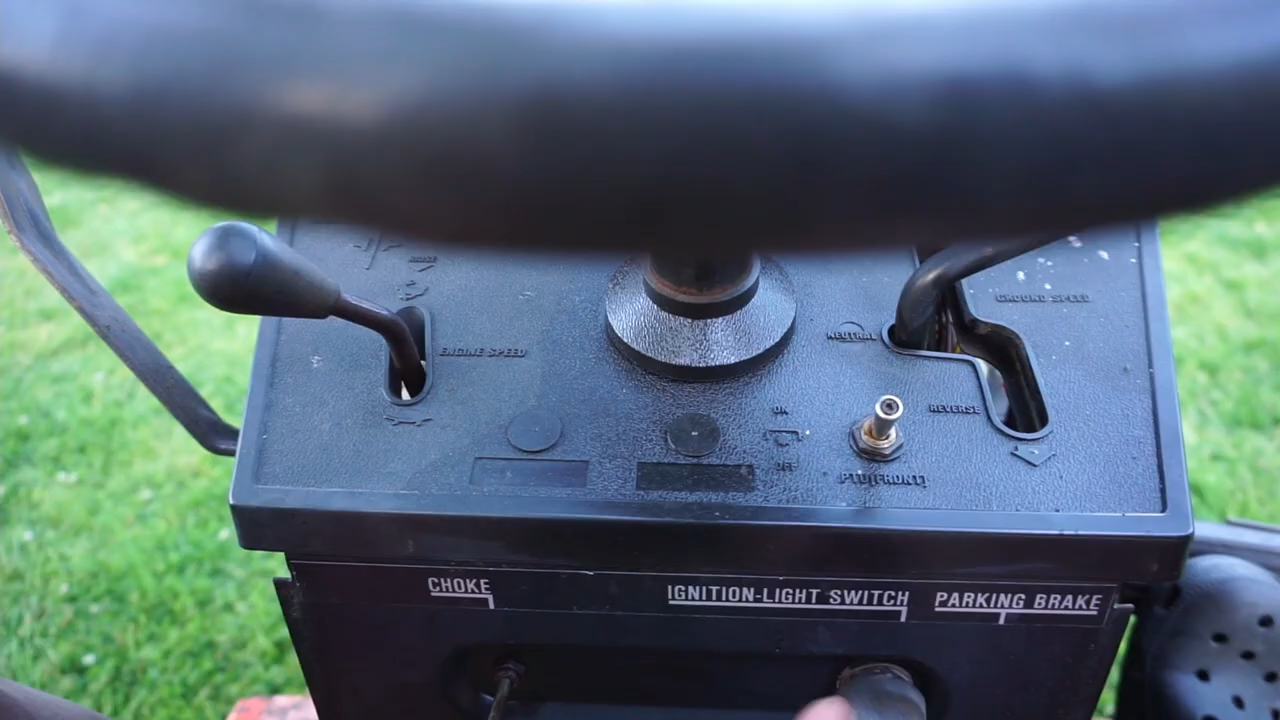 ENGINE SPEED
GROUND SPEED
NEUTRAL
REVERSE
ON
OFF
PTO (FRONT)
CHOKE
IGNITION-LIGHT SWITCH
PARKING BRAKE